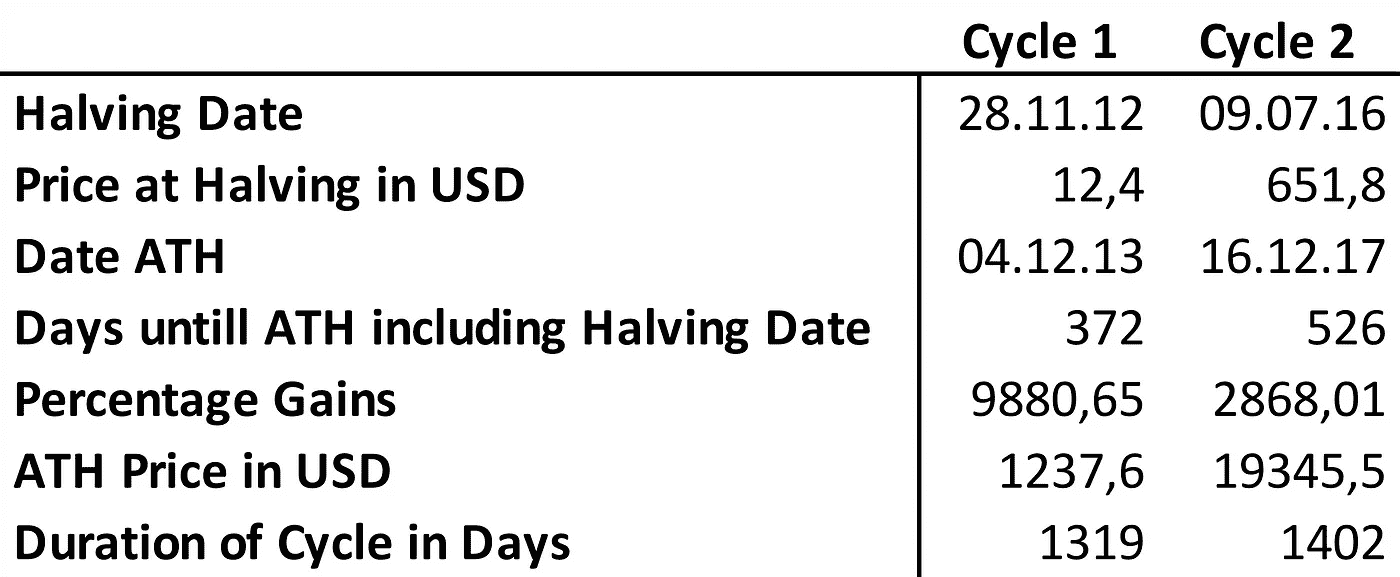 Cycle 1 Cycle 2
Halving Date 28.11.12 09.07.16
Price at Halving in USD 12,4 651,8
Date ATH 04.12.13 16.12.17
Days untill ATH including Halving Date 372 526
Percentage Gains 9880,65 2868,01
ATH Price in USD 1237,6 19345,5
Duration of Cycle in Days 1319 1402